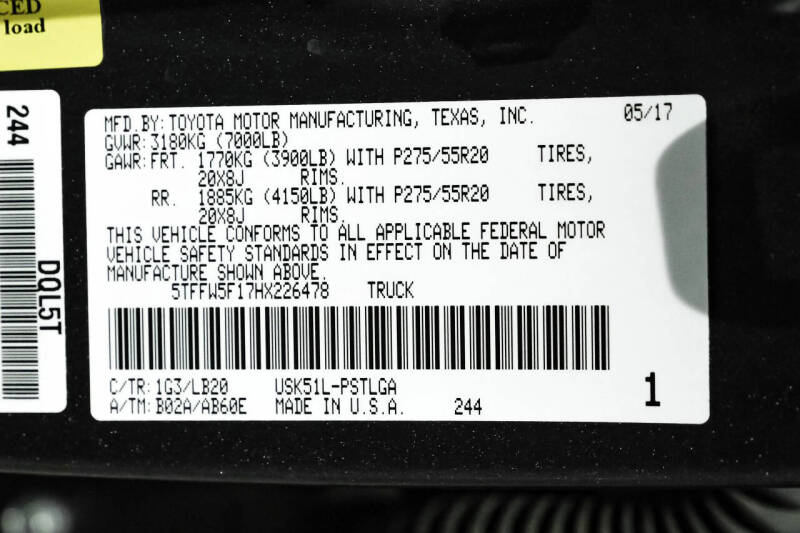 CED
load
244
DQL5T
MFD.BY: TOYOTA MOTOR MANUFACTURING, TEXAS, INC. 05/17
GVWR: 3180KG (7000LB)
GAWR: FRT. 1770KG (3900LB) WITH P275/55R20 TIRES,
20X8J RIMS.
RR. 1885KG (4150LB) WITH P275/55R20 TIRES,
20X8J RIMS.
THIS VEHICLE CONFORMS TO ALL APPLICABLE FEDERAL MOTOR
VEHICLE SAFETY STANDARDS IN EFFECT ON THE DATE OF
MANUFACTURE SHOWN ABOVE.
5TFFW5F17HX226478 TRUCK
C/TR: 1G3/LB20 USK51L-PSTLGA
A/TM: B02A/AB60E MADE IN U.S.A. 244 1